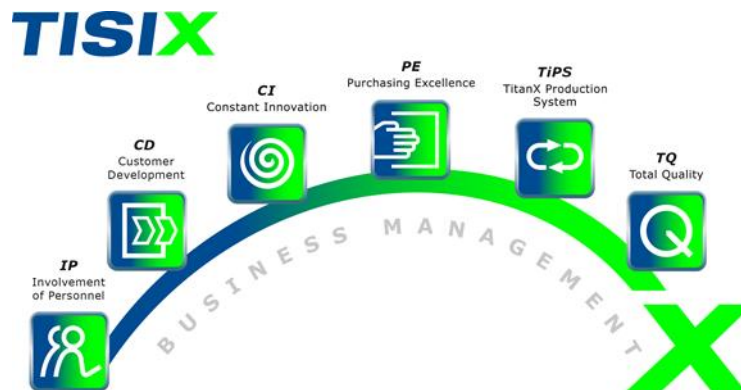 TISIX
IP
Involvement
of Personnel
CD
Customer
Development
CI
Constant Innovation
PE
Purchasing Excellence
TiPS
TitanX Production
System
TQ
Total Quality
BUSINESS MANAGEMENT
X